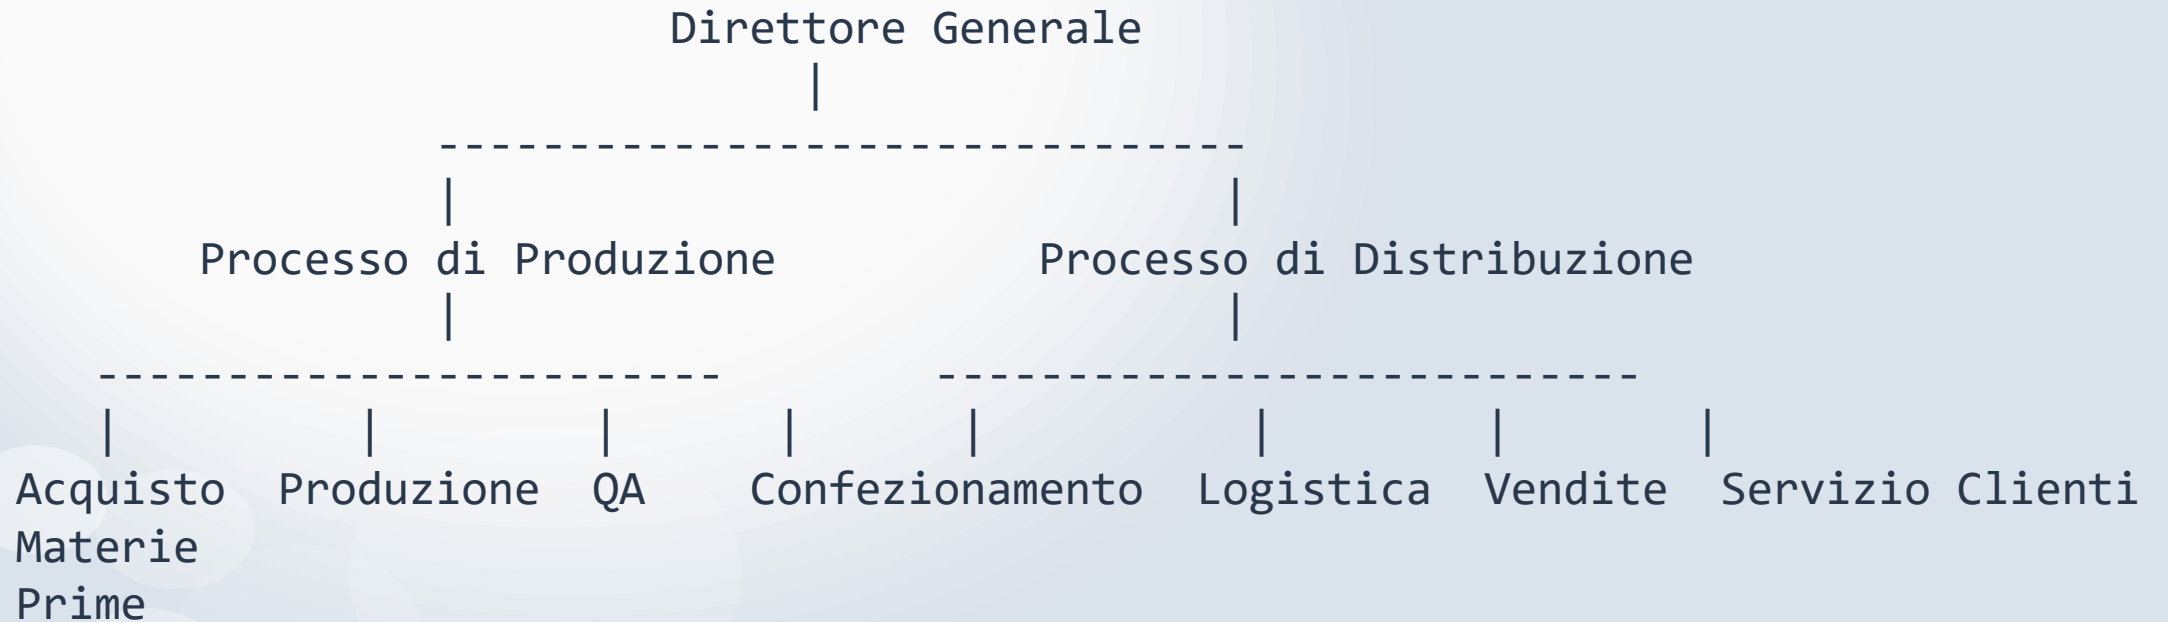 Direttore Generale
|
-------------------------------
| |
Processo di Produzione Processo di Distribuzione
| |
------------------------ ---------------------------
| | | | | | | |
Acquisto Produzione QA Confezionamento Logistica Vendite Servizio Clienti
Materie
Prime